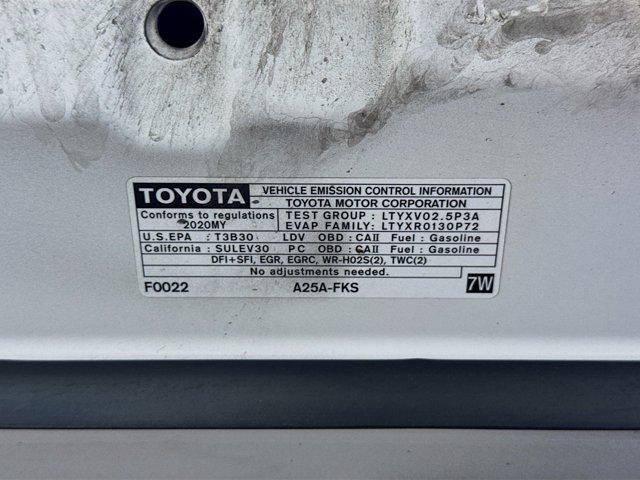 TOYOTA
VEHICLE EMISSION CONTROL INFORMATION
TOYOTA MOTOR CORPORATION
Conforms to regulations
2020MY
TEST GROUP : LTYXV02.5P3A
EVAP FAMILY: LTYXR0130P72
U.S.EPA : T3B30 LDV OBD : CAII Fuel : Gasoline
California : SULEV30 PC OBD : CAII Fuel : Gasoline
DFI+SFI, EGR, EGRC, WR-HO2S(2), TWC(2)
No adjustments needed.
F0022 A25A-FKS 7W